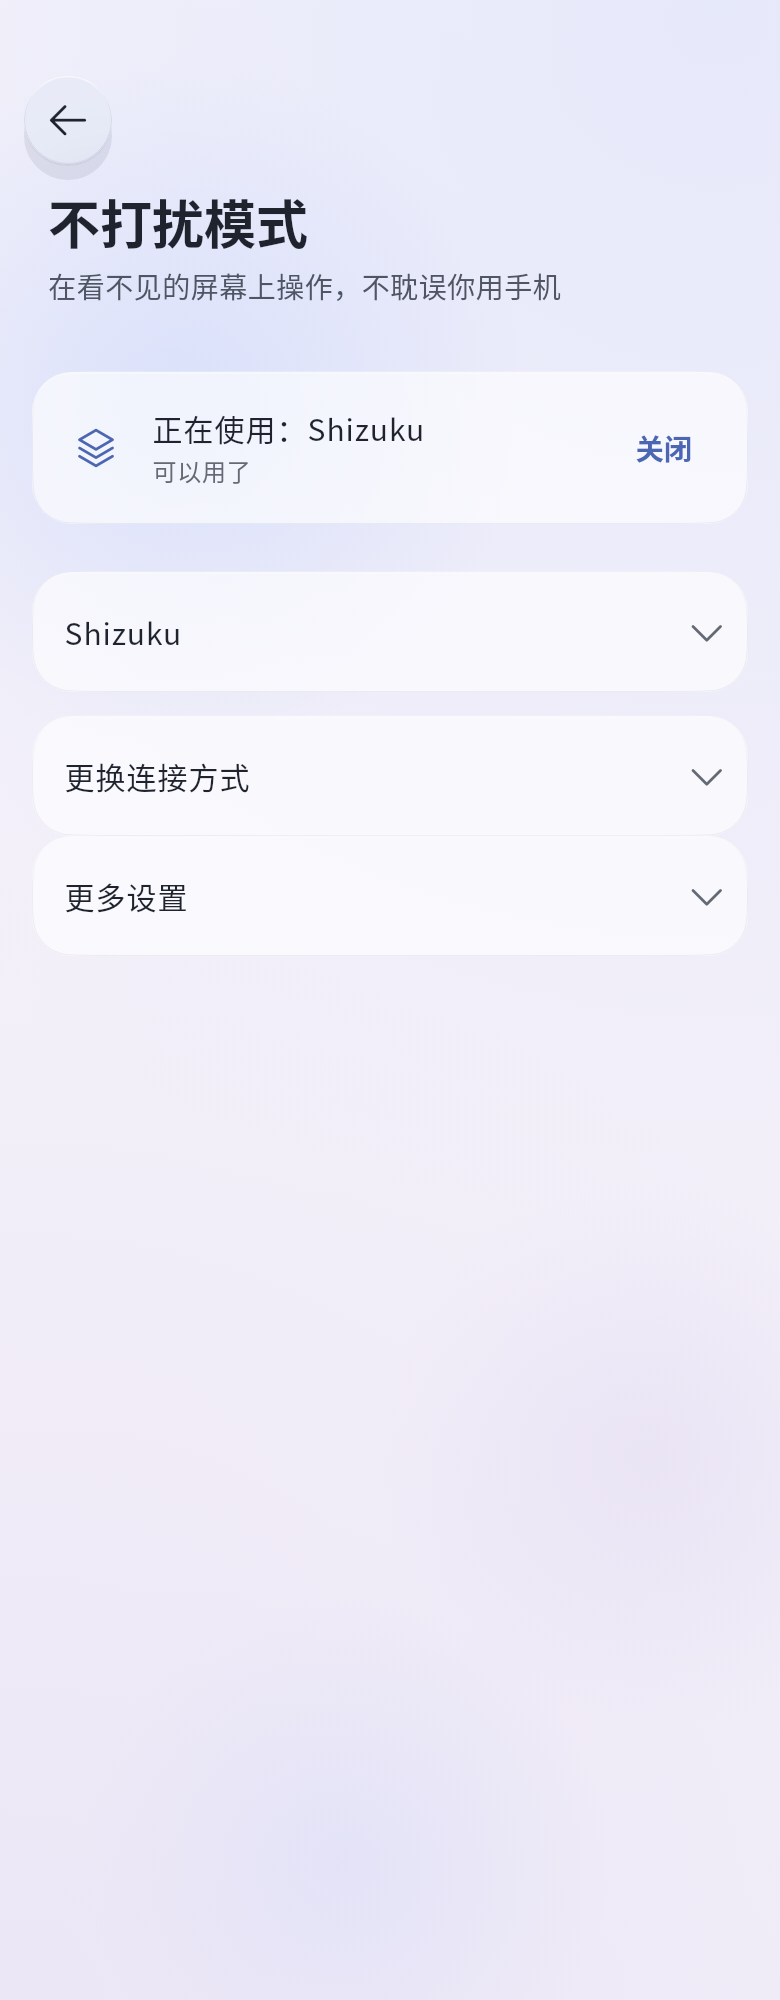 不打扰模式
在看不见的屏幕上操作，不耽误你用手机
正在使用：Shizuku
可以用了
关闭
Shizuku
更换连接方式
更多设置